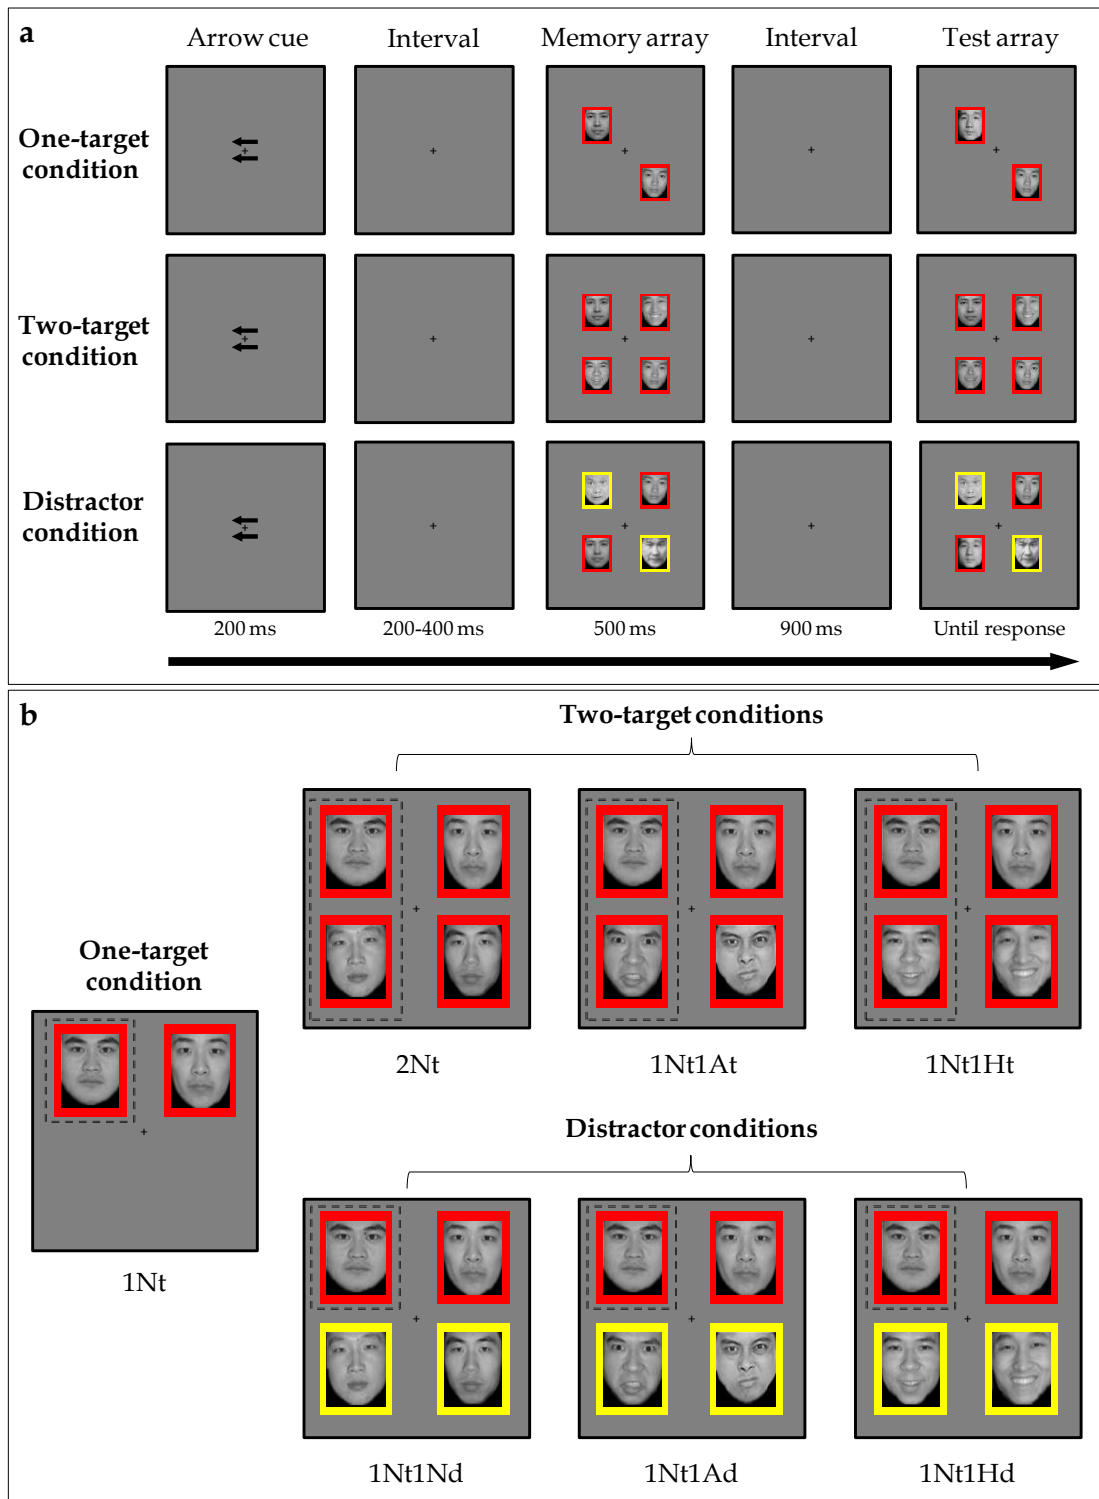 a
Arrow cue
Interval
Memory array
Interval
Test array
One-target
condition
Two-target
condition
Distractor
condition
200 ms
200-400 ms
500 ms
900 ms
Until response
b
Two-target conditions
One-target
condition
2Nt
1Nt1At
1Nt1Ht
Distractor conditions
1Nt
1Nt1Nd
1Nt1Ad
1Nt1Hd